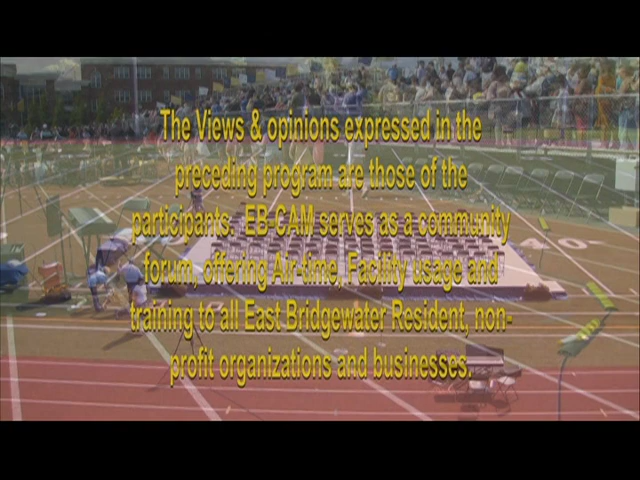 The Views & opinions expressed in the
preceding program are those of the
participants. EB-CAM serves as a community
forum, offering Air-time, Facility usage and
training to all East Bridgewater Resident, non-
profit organizations and businesses.